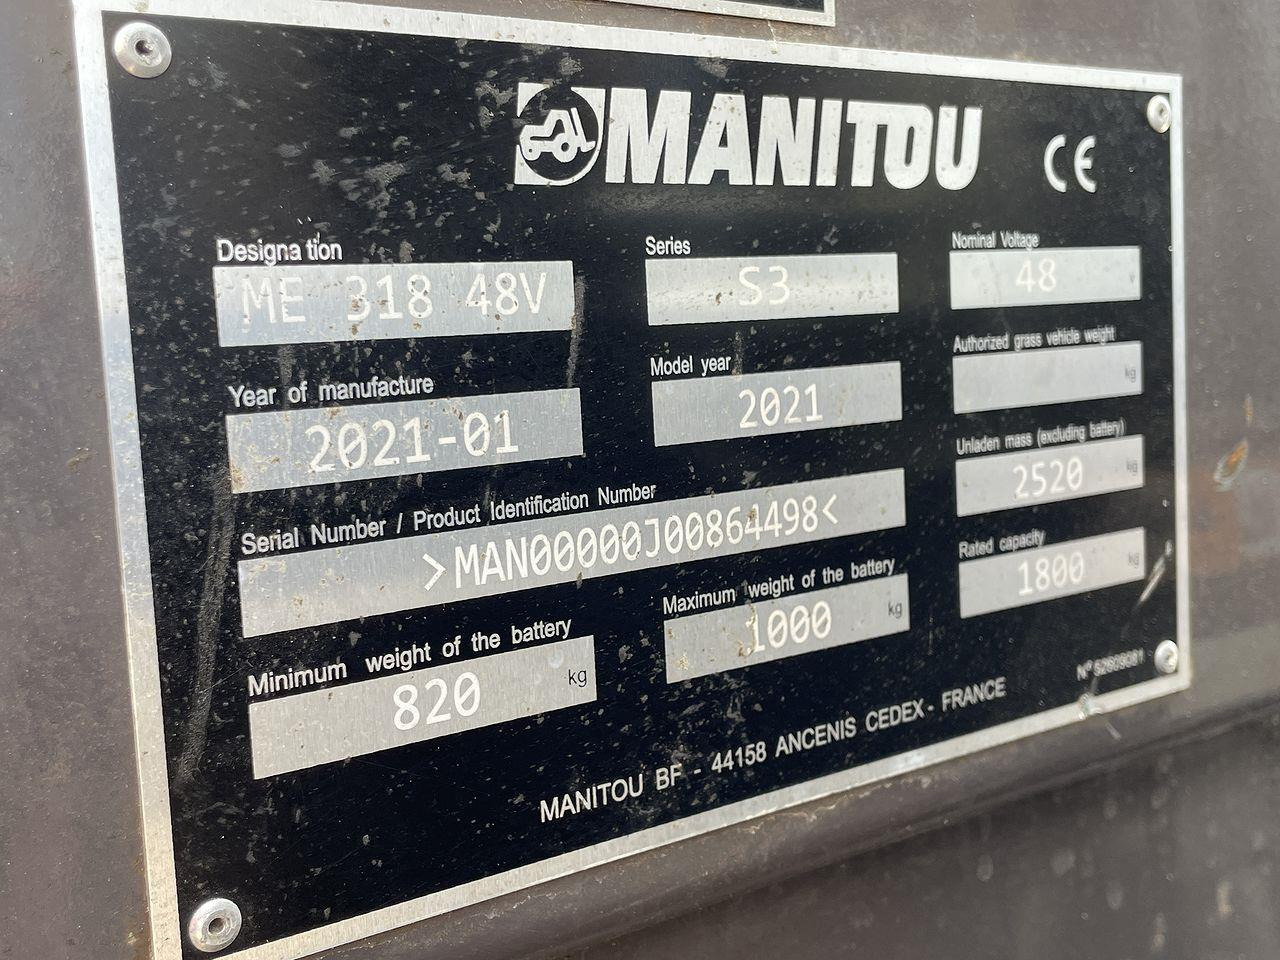 MANITOU
CE
Designation
ME 318 48V
Series
S3
Nominal Voltage
48 V
Year of manufacture
2021-01
Model year
2021
Authorized grass vehicle weight
kg
Serial Number / Product Identification Number
>MAN00000J00864498<
Unladen mass (excluding battery)
2520 kg
Minimum weight of the battery
820 kg
Maximum weight of the battery
1000 kg
Rated capacity
1800 kg
N° 52609081
MANITOU BF - 44158 ANCENIS CEDEX - FRANCE